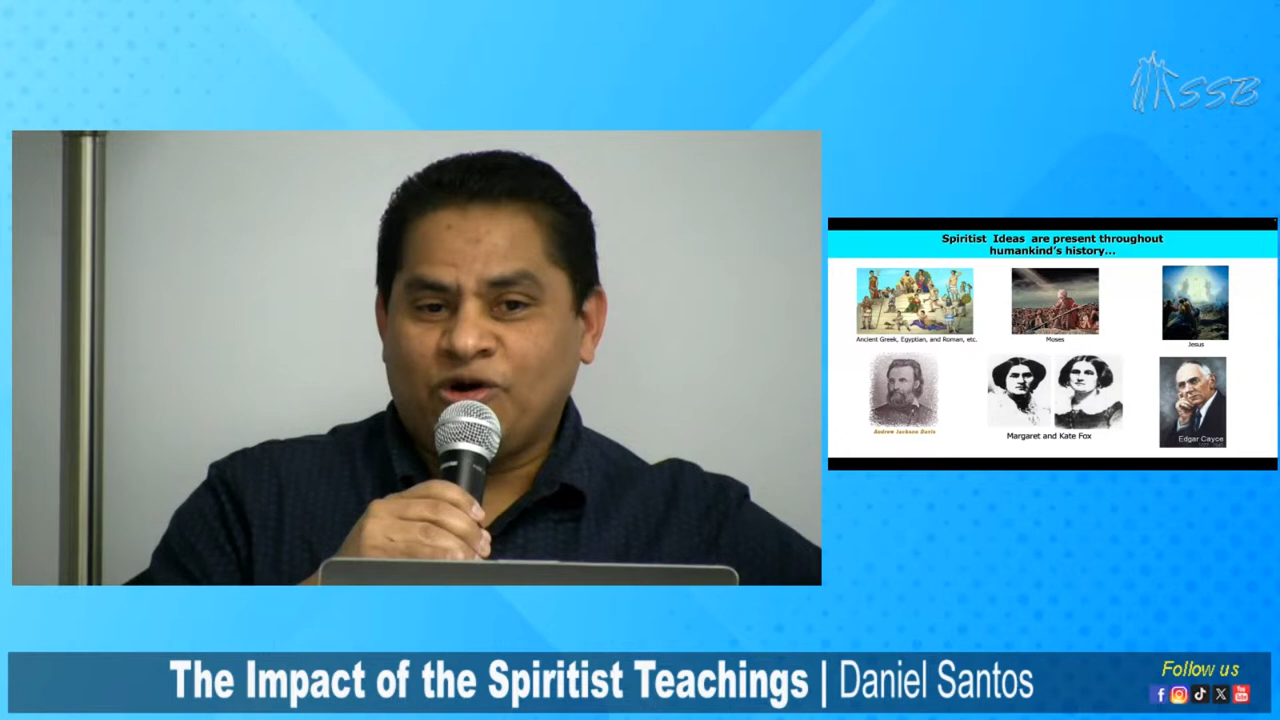 SSB
Spiritist Ideas are present throughout
humankind's history...
Ancient Greek, Egyptian, and Roman, etc.
Moses
Jesus
Andrew Jackson Davis
Margaret and Kate Fox
Edgar Cayce
The Impact of the Spiritist Teachings | Daniel Santos
Follow us